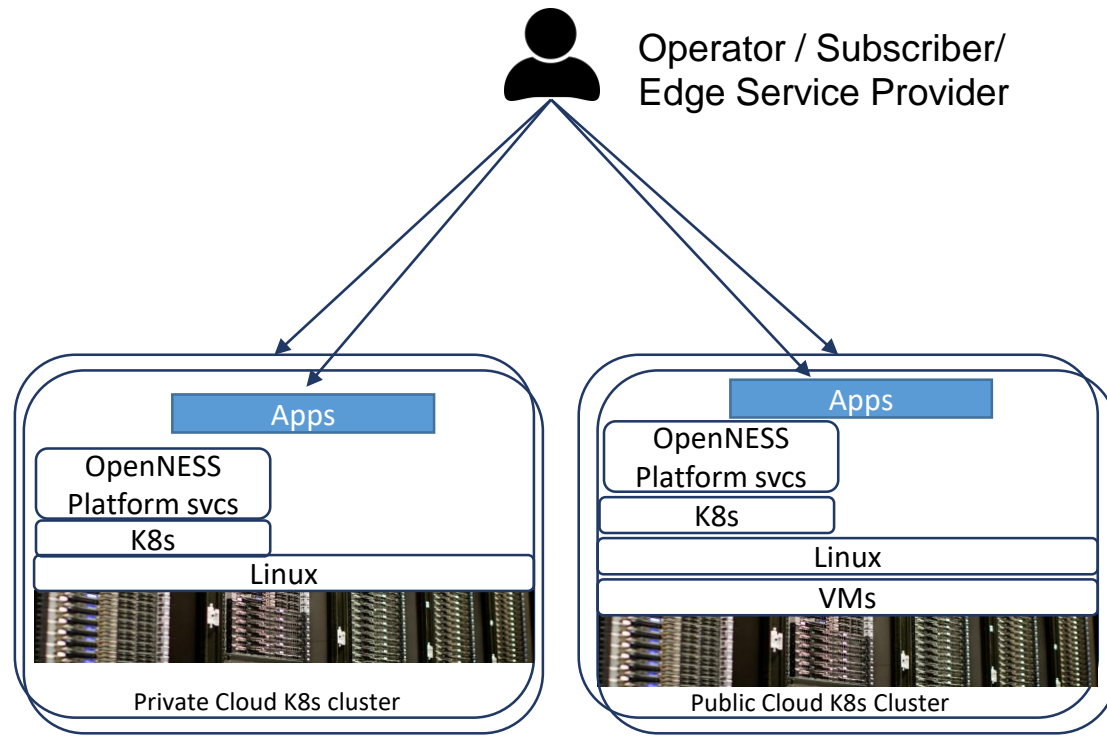 Operator / Subscriber/
Edge Service Provider
Apps
OpenNESS
Platform svcs
K8s
Linux
Private Cloud K8s cluster
Apps
OpenNESS
Platform svcs
K8s
Linux
VMs
Public Cloud K8s Cluster